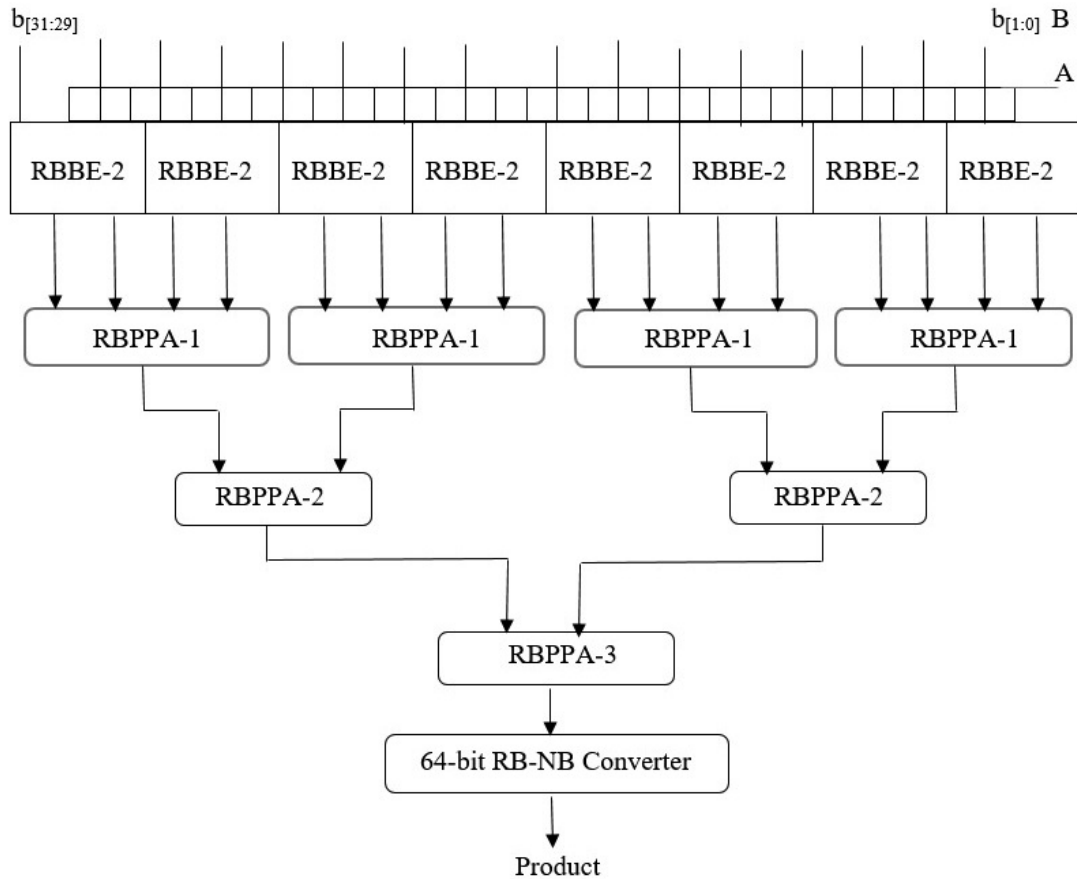 b[31:29] b[1:0] B
A
RBBE-2 RBBE-2 RBBE-2 RBBE-2 RBBE-2 RBBE-2 RBBE-2 RBBE-2
RBPPA-1 RBPPA-1 RBPPA-1 RBPPA-1
RBPPA-2 RBPPA-2
RBPPA-3
64-bit RB-NB Converter
Product